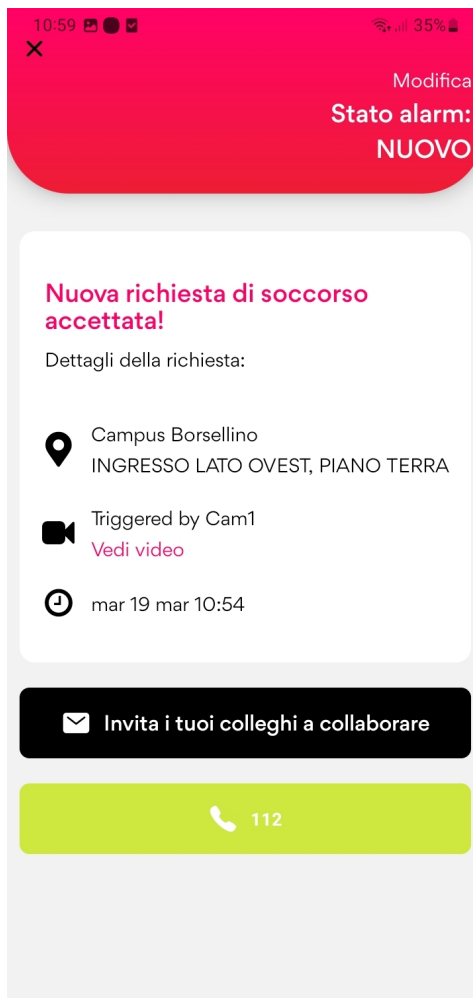 10:59 35%
Modifica
Stato alarm:
NUOVO
Nuova richiesta di soccorso
accettata!
Dettagli della richiesta:
Campus Borsellino
INGRESSO LATO OVEST, PIANO TERRA
Triggered by Cam1
Vedi video
mar 19 mar 10:54
Invita i tuoi colleghi a collaborare
112